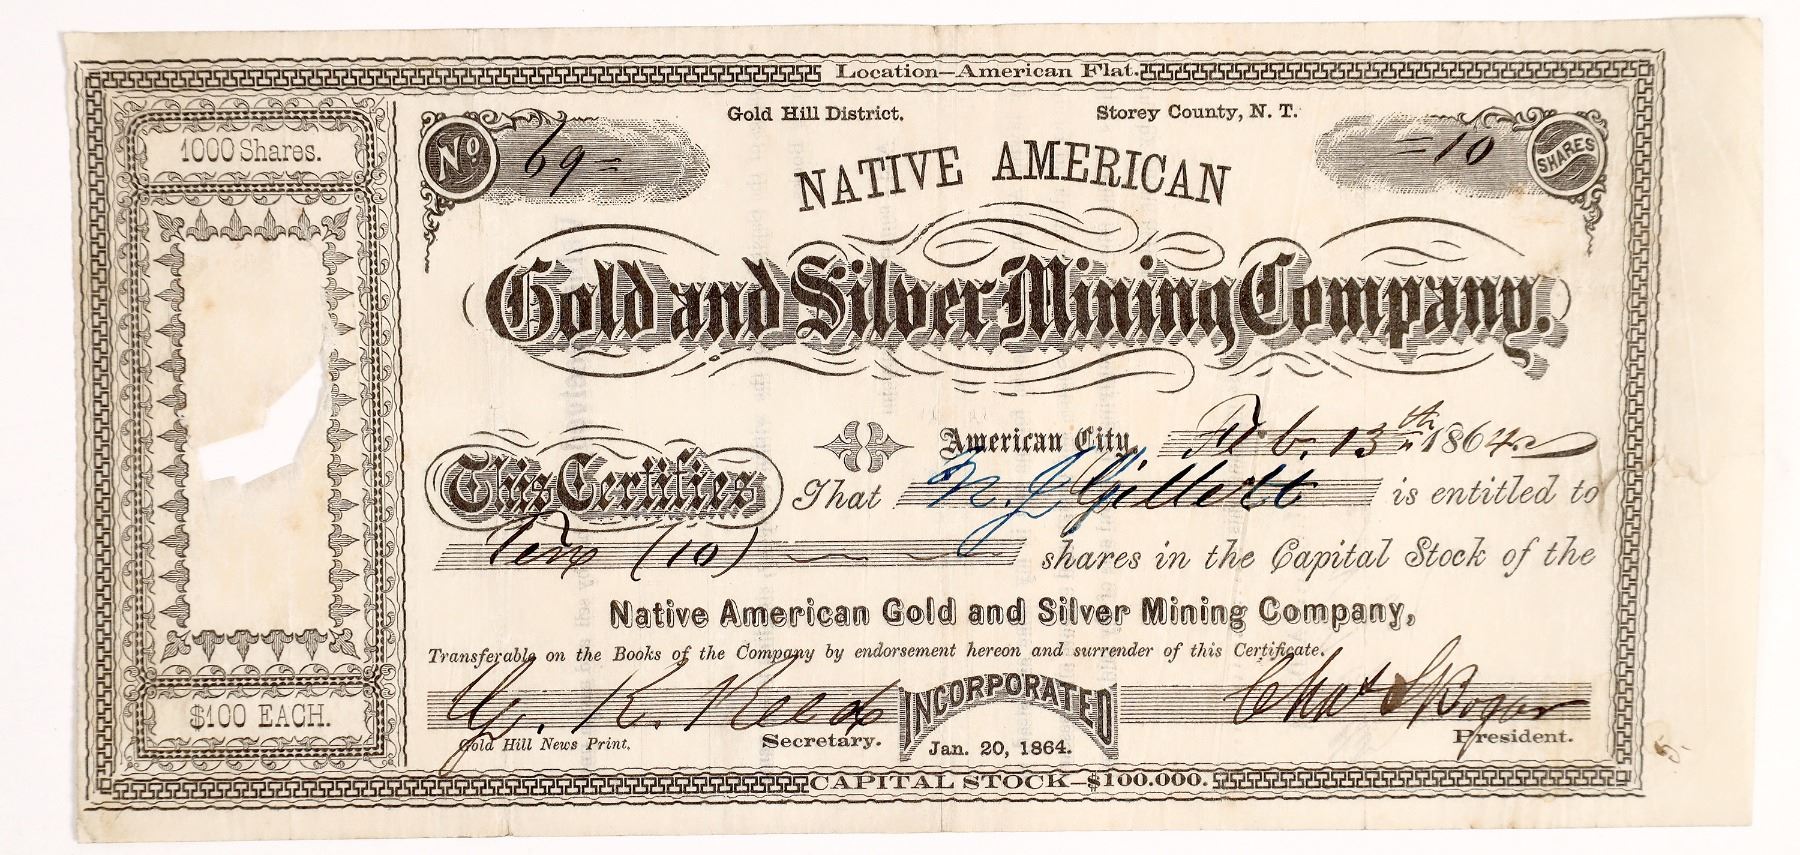 Location—American Flat.
Gold Hill District. Storey County, N. T.
No 69= =10 SHARES
1000 Shares.
NATIVE AMERICAN
Gold and Silver Mining Company.
American City, Feb. 13th 1864
This Certifies That N. J. Gillett is entitled to
Ten (10) shares in the Capital Stock of the
Native American Gold and Silver Mining Company,
Transferable on the Books of the Company by endorsement hereon and surrender of this Certificate.
R. Reed INCORPORATED Chas
$100 EACH.
Gold Hill News Print. Secretary. Jan. 20, 1864. President.
CAPITAL STOCK—$100.000.